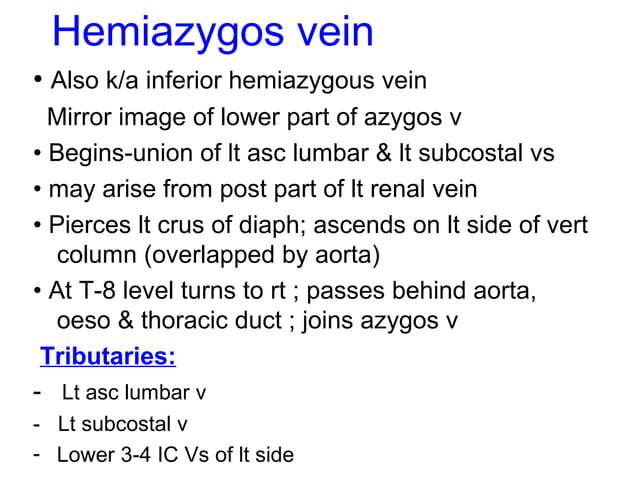 Hemiazygos vein
• Also k/a inferior hemiazygous vein
Mirror image of lower part of azygos v
• Begins-union of lt asc lumbar & lt subcostal vs
• may arise from post part of lt renal vein
• Pierces lt crus of diaph; ascends on lt side of vert
column (overlapped by aorta)
• At T-8 level turns to rt ; passes behind aorta,
oeso & thoracic duct ; joins azygos v
Tributaries:
- Lt asc lumbar v
- Lt subcostal v
- Lower 3-4 IC Vs of lt side